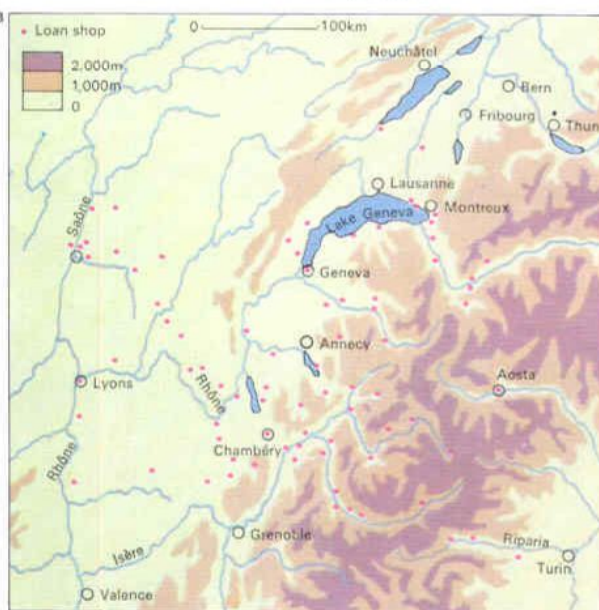 Loan shop
0 100km
2,000m
1,000m
0
Neuchâtel
Bern
Fribourg
Thun
Lausanne
Montreux
Lake Geneva
Saône
Geneva
Annecy
Aosta
Lyons
Rhône
Chambéry
Rhône
Grenoble
Isère
Riparia
Turin
Valence